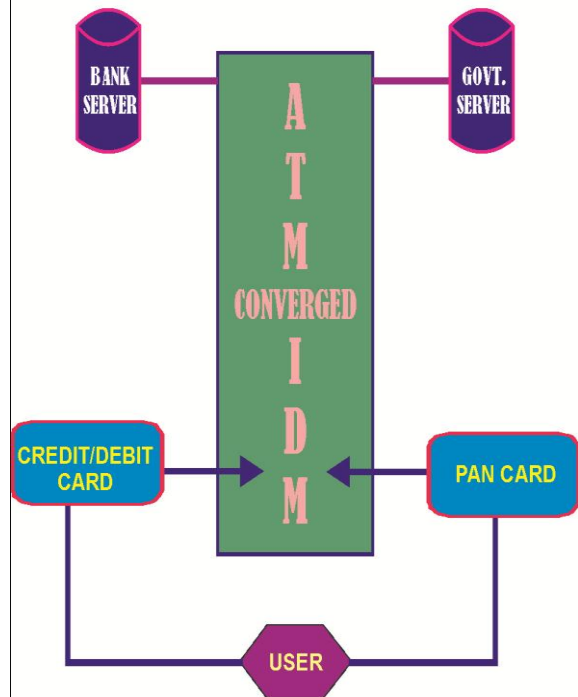 BANK
SERVER
GOVT.
SERVER
A
T
M
CONVERGED
I
D
M
CREDIT/DEBIT
CARD
PAN CARD
USER